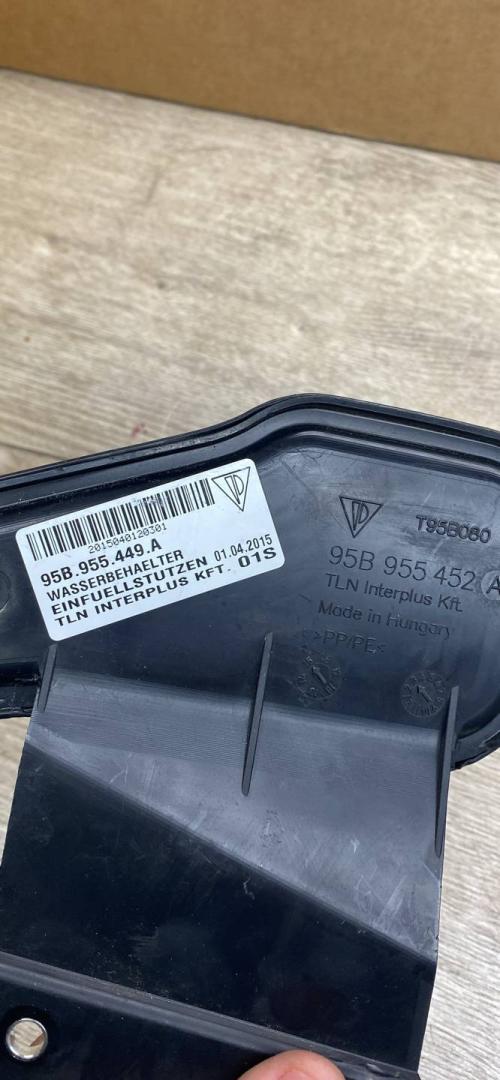 2015040120301
95B.955.449.A
WASSERBEHAELTER 01.04.2015
EINFUELLSTUTZEN
TLN INTERPLUS KFT. 01S
T95B060
95B 955 452 A
TLN Interplus Kft.
Made in Hungary
>PP/PE<